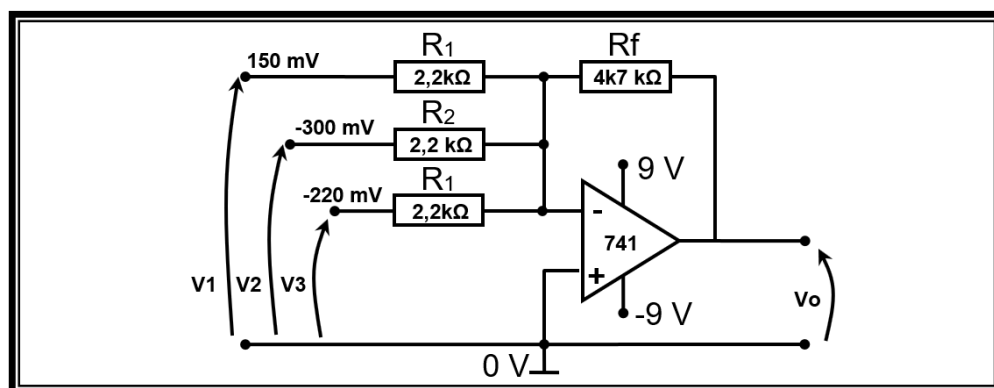 R1 Rf
150 mV
2,2kΩ 4k7 kΩ
R2
-300 mV
2,2 kΩ
R1 9 V
-220 mV
2,2kΩ -
741
+
V1 V2 V3 Vo
-9 V
0 V